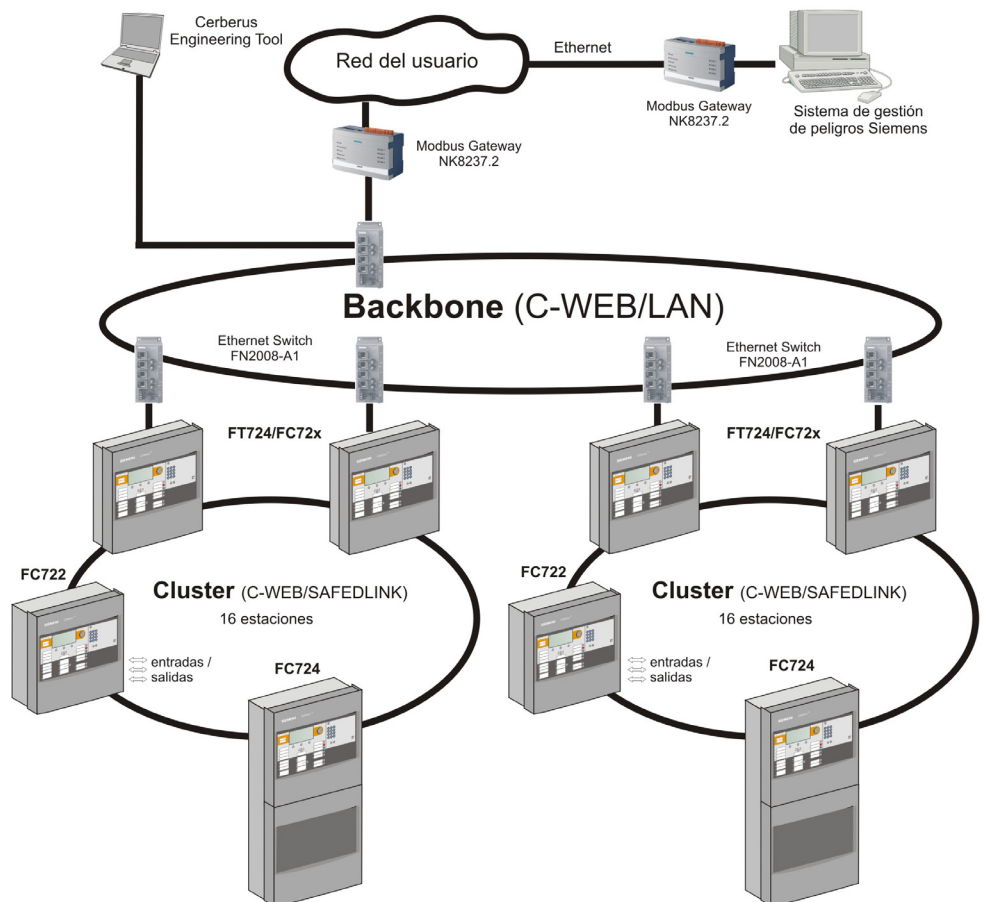 Cerberus
Engineering Tool
Red del usuario
Ethernet
Modbus Gateway
NK8237.2
Sistema de gestión
de peligros Siemens
Modbus Gateway
NK8237.2
Backbone (C-WEB/LAN)
Ethernet Switch
FN2008-A1
Ethernet Switch
FN2008-A1
FT724/FC72x
FT724/FC72x
FC722
Cluster (C-WEB/SAFEDLINK)
16 estaciones
entradas /
salidas
FC724
FC722
Cluster (C-WEB/SAFEDLINK)
16 estaciones
entradas /
salidas
FC724